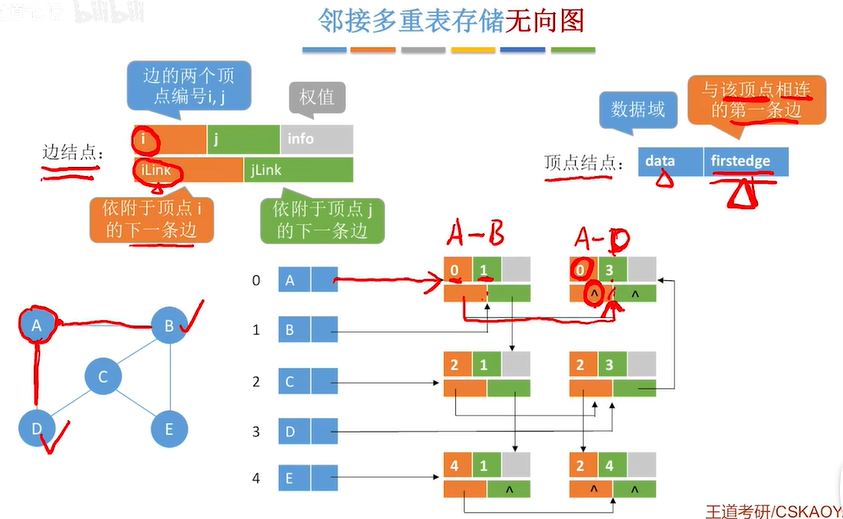 bilibili
邻接多重表存储无向图
边的两个顶
点编号i, j
权值
数据域
与该顶点相连
的第一条边
边结点：
i j info
iLink jLink
顶点结点：
data firstedge
依附于顶点 i
的下一条边
依附于顶点 j
的下一条边
A-B
A-D
0 A
0 1
0 3
^ ^
1 B
2 C
2 1
2 3
3 D
4 E
4 1
2 4
^
^ ^
A
B
C
D
E
王道考研/CSKAOY